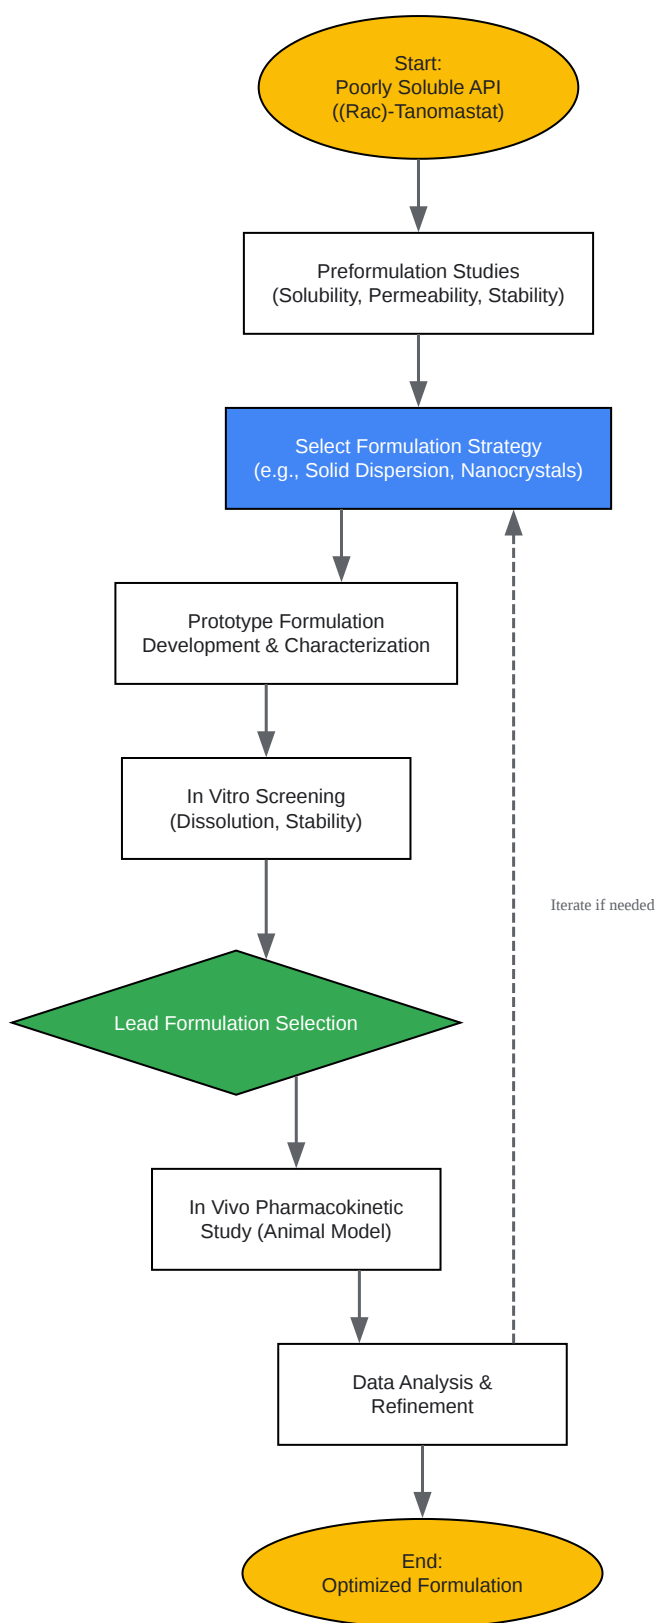 Start:
Poorly Soluble API
((Rac)-Tanomastat)
Preformulation Studies
(Solubility, Permeability, Stability)
Select Formulation Strategy
(e.g., Solid Dispersion, Nanocrystals)
Prototype Formulation
Development & Characterization
In Vitro Screening
(Dissolution, Stability)
Iterate if needed
Lead Formulation Selection
In Vivo Pharmacokinetic
Study (Animal Model)
Data Analysis &
Refinement
End:
Optimized Formulation